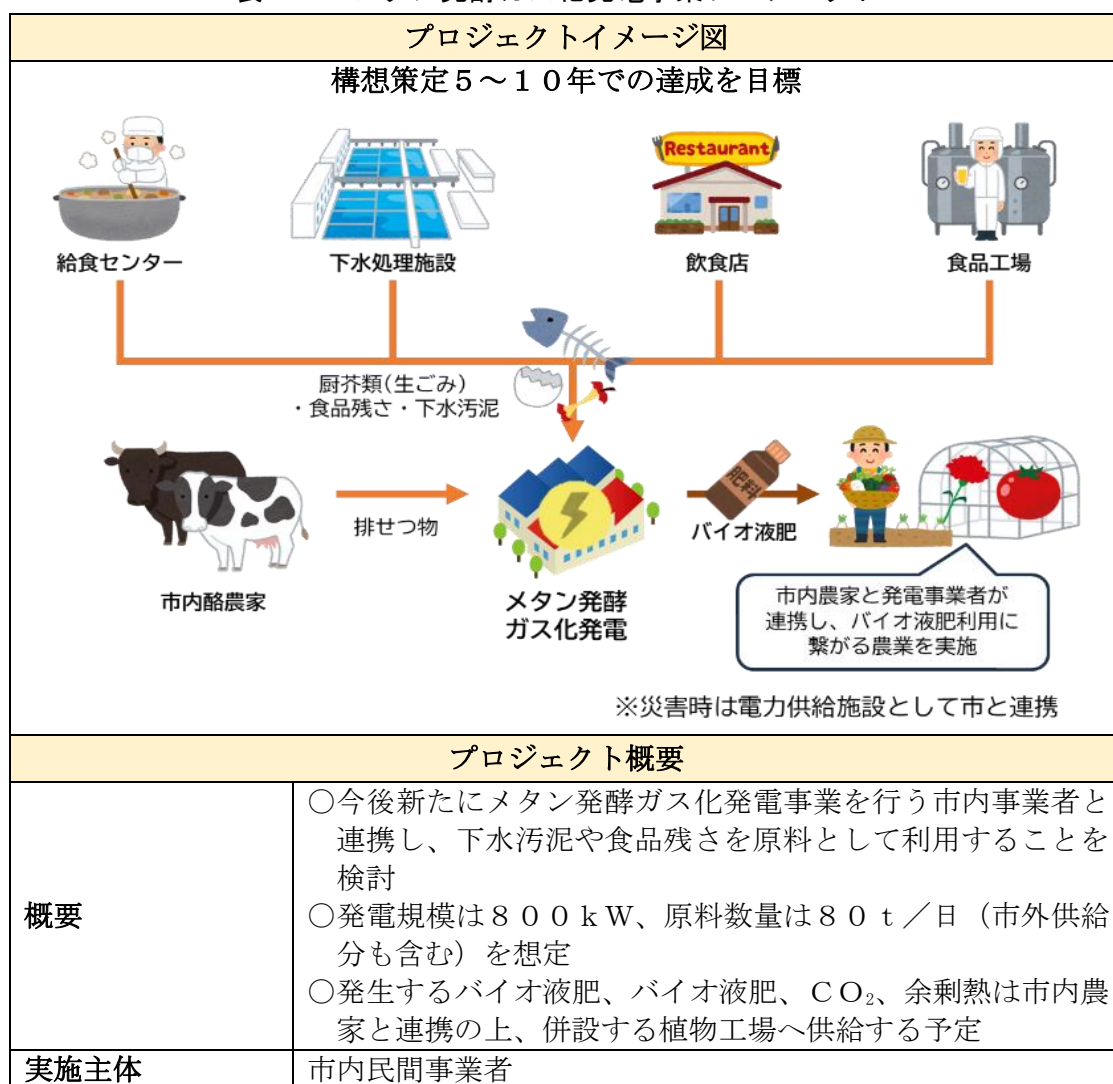 プロジェクトイメージ図
構想策定５～１０年での達成を目標
Restaurant
給食センター
下水処理施設
飲食店
食品工場
厨芥類(生ごみ)
・食品残さ・下水汚泥
排せつ物
肥料
バイオ液肥
市内酪農家
メタン発酵
ガス化発電
市内農家と発電事業者が
連携し、バイオ液肥利用に
繋がる農業を実施
※災害時は電力供給施設として市と連携
プロジェクト概要
概要
○今後新たにメタン発酵ガス化発電事業を行う市内事業者と
連携し、下水汚泥や食品残さを原料として利用することを
検討
○発電規模は８００ｋＷ、原料数量は８０ｔ／日（市外供給
分も含む）を想定
○発生するバイオ液肥、バイオ液肥、ＣＯ₂、余剰熱は市内農
家と連携の上、併設する植物工場へ供給する予定
実施主体
市内民間事業者